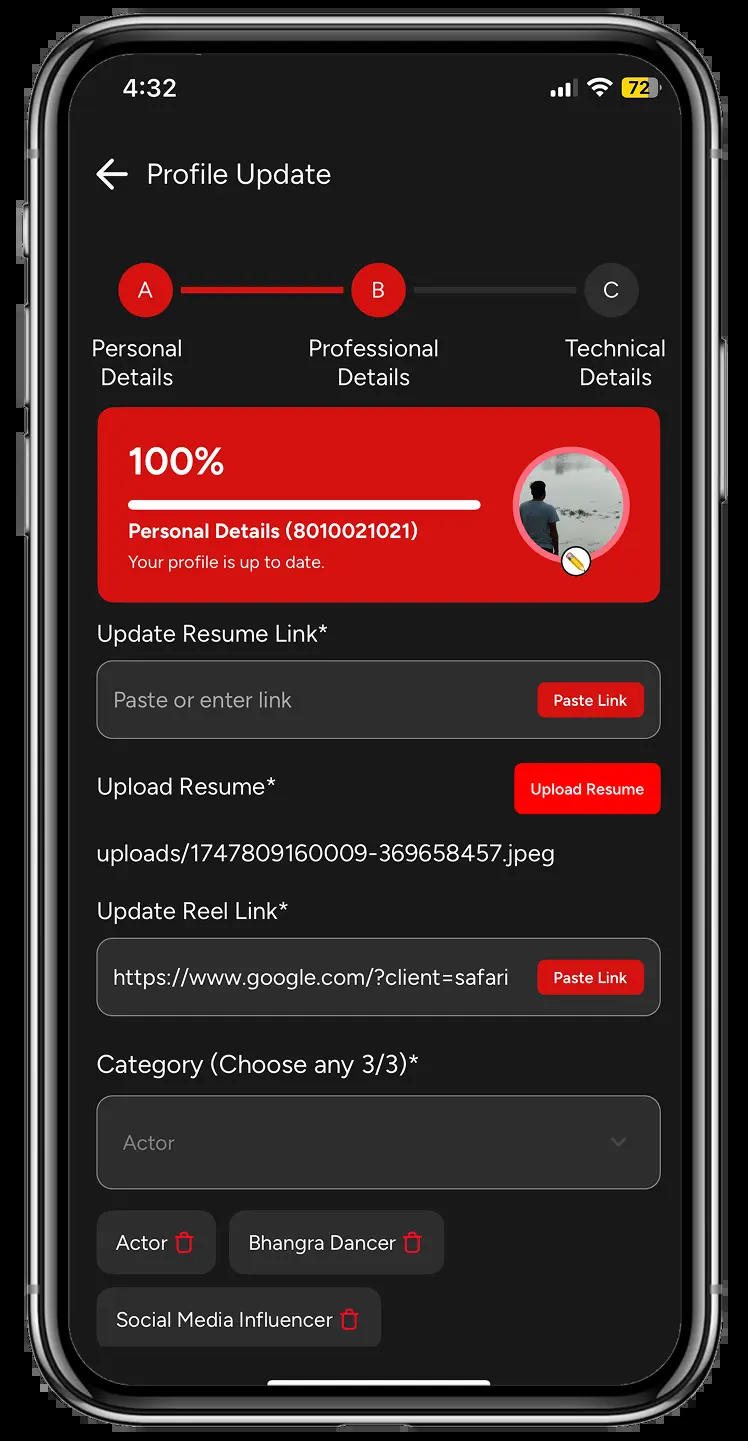 4:32
72
Profile Update
A
B
C
Personal
Details
Professional
Details
Technical
Details
100%
Personal Details (8010021021)
Your profile is up to date.
Update Resume Link*
Paste or enter link
Paste Link
Upload Resume*
Upload Resume
uploads/1747809160009-369658457.jpeg
Update Reel Link*
https://www.google.com/?client=safari
Paste Link
Category (Choose any 3/3)*
Actor
Actor
Bhangra Dancer
Social Media Influencer